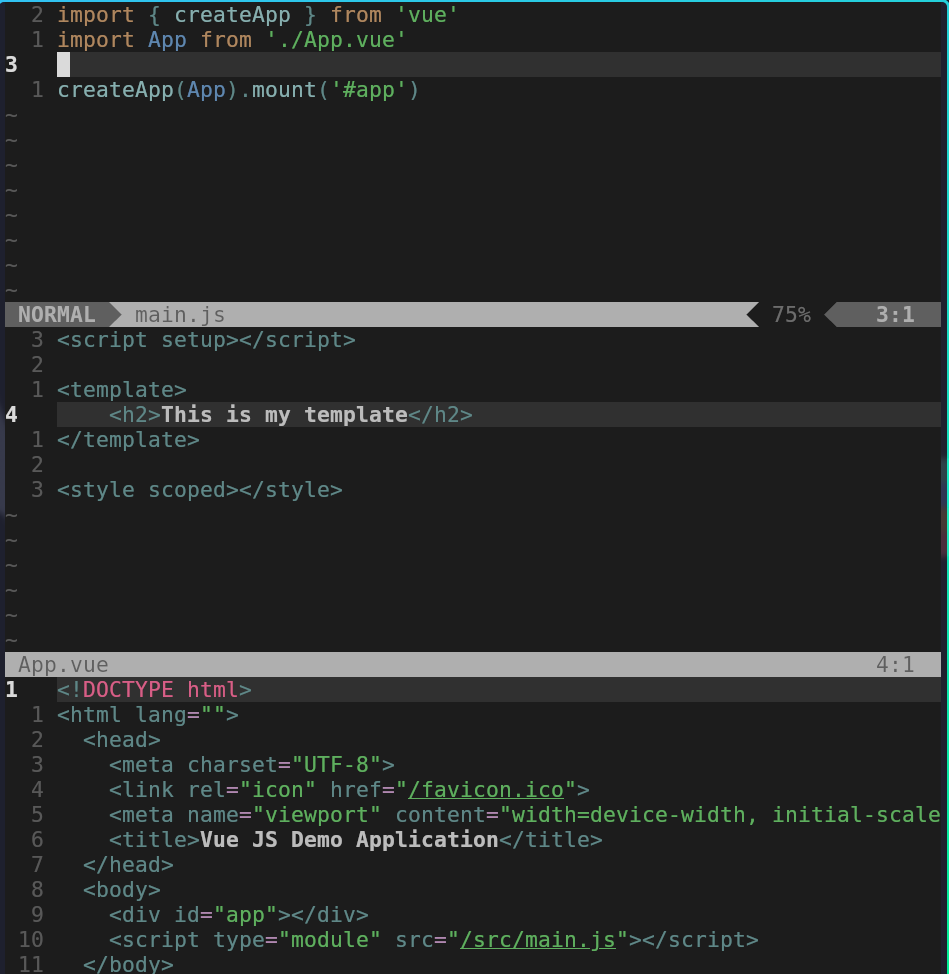 2 import { createApp } from 'vue'
1 import App from './App.vue'
3
1 createApp(App).mount('#app')
~
~
~
~
~
~
~
~
NORMAL main.js 75% 3:1
3 <script setup></script>
2
1 <template>
4     <h2>This is my template</h2>
1 </template>
2
3 <style scoped></style>
~
~
~
~
~
~
App.vue 4:1
1 <!DOCTYPE html>
1 <html lang="">
2   <head>
3     <meta charset="UTF-8">
4     <link rel="icon" href="/favicon.ico">
5     <meta name="viewport" content="width=device-width, initial-scale
6     <title>Vue JS Demo Application</title>
7   </head>
8   <body>
9     <div id="app"></div>
10     <script type="module" src="/src/main.js"></script>
11   </body>